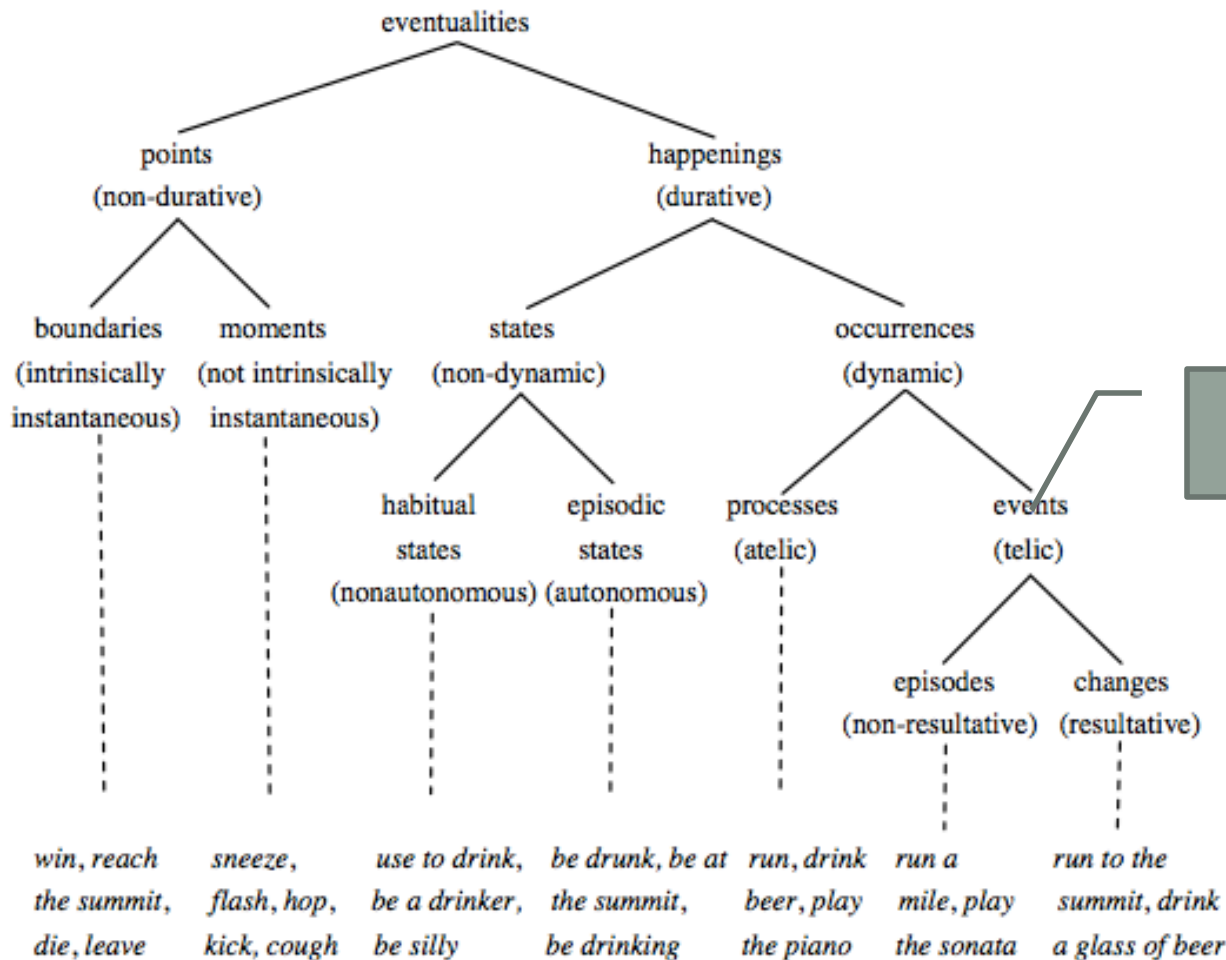 eventualities
points happenings
(non-durative) (durative)
boundaries moments states occurrences
(intrinsically (not intrinsically (non-dynamic) (dynamic)
instantaneous) instantaneous)
habitual episodic processes events
states states (atelic) (telic)
(nonautonomous) (autonomous)
episodes changes
(non-resultative) (resultative)
win, reach sneeze, use to drink, be drunk, be at run, drink run a run to the
the summit, flash, hop, be a drinker, the summit, beer, play mile, play summit, drink
die, leave kick, cough be silly be drinking the piano the sonata a glass of beer